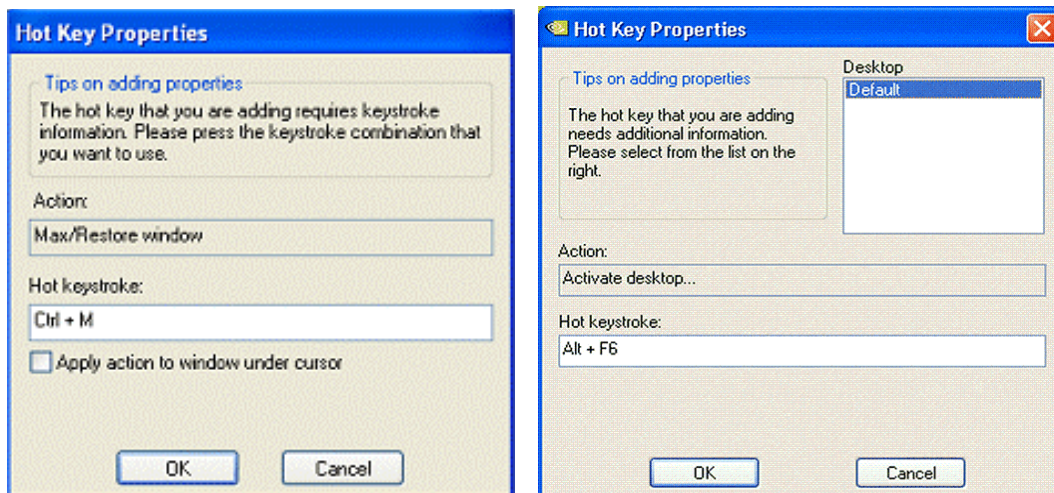 Hot Key Properties
Tips on adding properties
The hot key that you are adding requires keystroke
information. Please press the keystroke combination that
you want to use.
Action:
Max/Restore window
Hot keystroke:
Ctrl + M
Apply action to window under cursor
OK
Cancel
Hot Key Properties
Tips on adding properties
The hot key that you are adding
needs additional information.
Please select from the list on the
right.
Desktop
Default
Action:
Activate desktop...
Hot keystroke:
Alt + F6
OK
Cancel